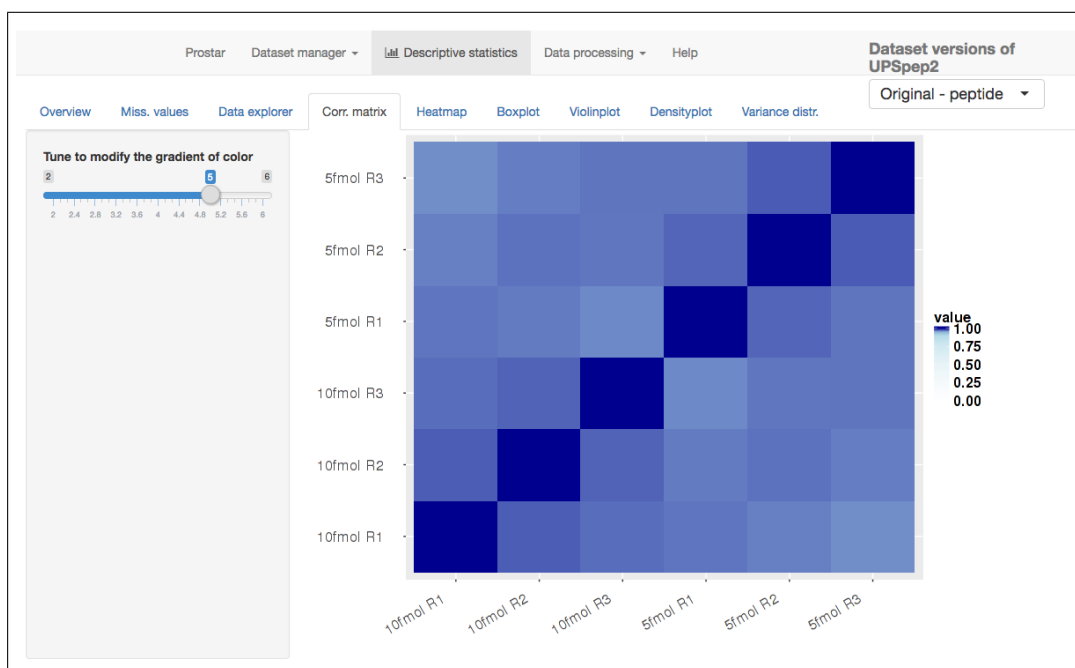 Prostar Dataset manager Descriptive statistics Data processing Help
Dataset versions of
UPSpep2
Original - peptide
Overview Miss. values Data explorer Corr. matrix Heatmap Boxplot Violinplot Densityplot Variance distr.
Tune to modify the gradient of color
2 5 6
2 2.4 2.8 3.2 3.6 4 4.4 4.8 5.2 5.6 6
5fmol R3
5fmol R2
5fmol R1
10fmol R3
10fmol R2
10fmol R1
10fmol R1 10fmol R2 10fmol R3 5fmol R1 5fmol R2 5fmol R3
value
1.00
0.75
0.50
0.25
0.00